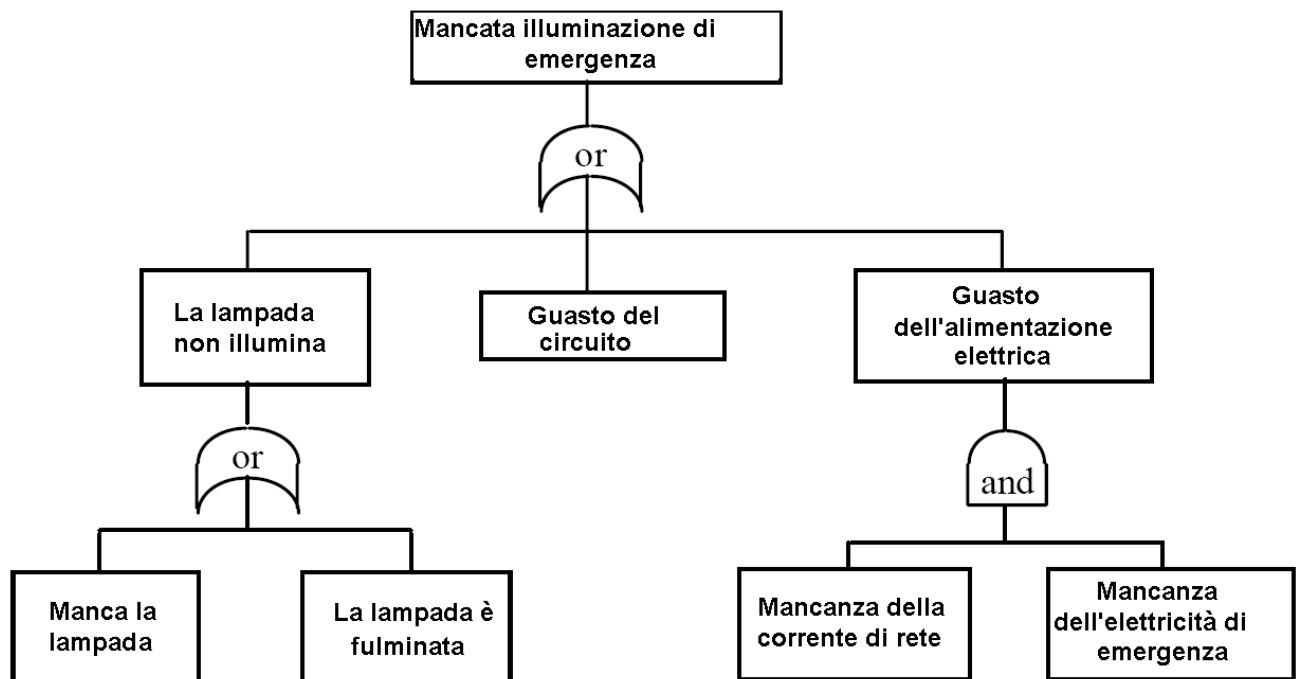 Mancata illuminazione di
emergenza
or
La lampada
non illumina
Guasto del
circuito
Guasto
dell'alimentazione
elettrica
or
and
Manca la
lampada
La lampada è
fulminata
Mancanza della
corrente di rete
Mancanza
dell'elettricità di
emergenza